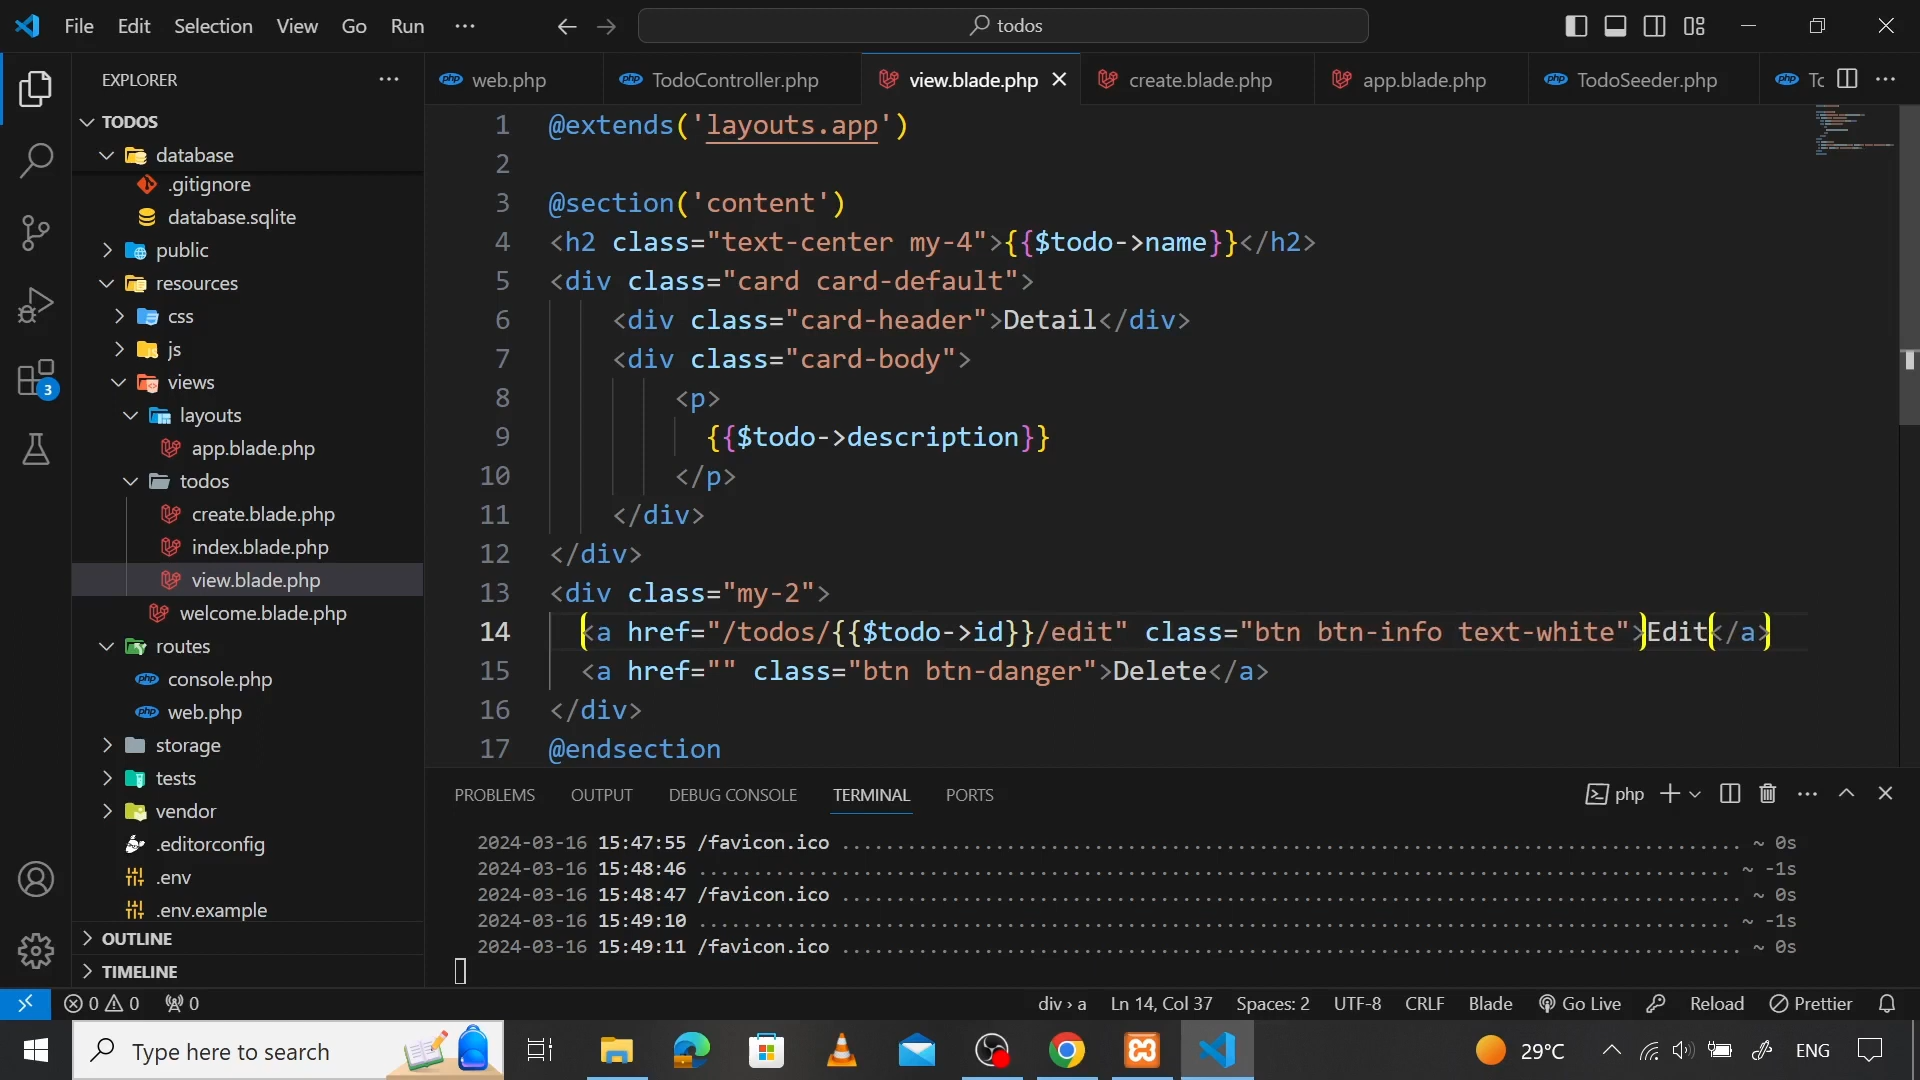 File Edit Selection View Go Run ···
todos
EXPLORER
TODOS
database
.gitignore
database.sqlite
public
resources
css
js
views
layouts
app.blade.php
todos
create.blade.php
index.blade.php
view.blade.php
welcome.blade.php
routes
console.php
web.php
storage
tests
vendor
.editorconfig
.env
.env.example
OUTLINE
TIMELINE
3
web.php TodoController.php view.blade.php create.blade.php app.blade.php TodoSeeder.php Tc
1 @extends('layouts.app')
2
3 @section('content')
4 <h2 class="text-center my-4">{{$todo->name}}</h2>
5 <div class="card card-default">
6 <div class="card-header">Detail</div>
7 <div class="card-body">
8 <p>
9 {{$todo->description}}
10 </p>
11 </div>
12 </div>
13 <div class="my-2">
14 <a href="/todos/{{$todo->id}}/edit" class="btn btn-info text-white">Edit</a>
15 <a href="" class="btn btn-danger">Delete</a>
16 </div>
17 @endsection
PROBLEMS OUTPUT DEBUG CONSOLE TERMINAL PORTS
php
2024-03-16 15:47:55 /favicon.ico ................ ~ 0s
2024-03-16 15:48:46 ................ ~ -1s
2024-03-16 15:48:47 /favicon.ico ................ ~ 0s
2024-03-16 15:49:10 ................ ~ -1s
2024-03-16 15:49:11 /favicon.ico ................ ~ 0s
0 0 0 div › a Ln 14, Col 37 Spaces: 2 UTF-8 CRLF Blade Go Live Reload Prettier
Type here to search
29°C ENG